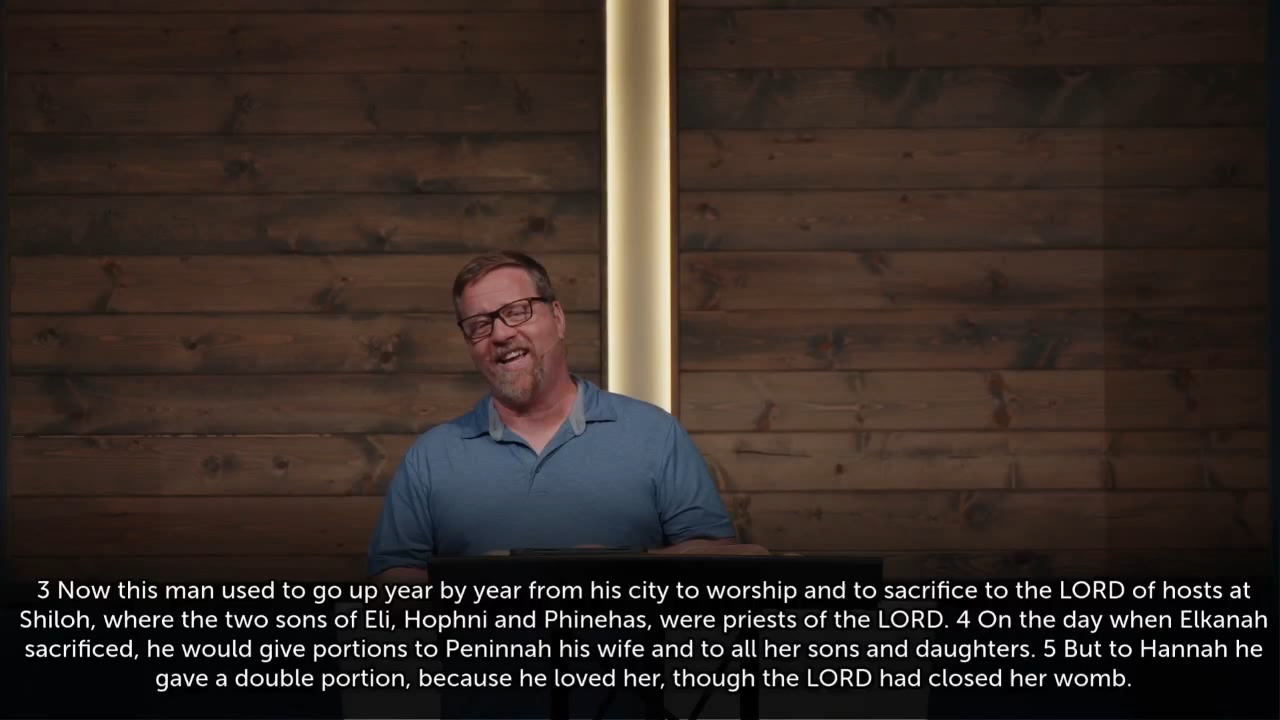 3 Now this man used to go up year by year from his city to worship and to sacrifice to the LORD of hosts at
Shiloh, where the two sons of Eli, Hophni and Phinehas, were priests of the LORD. 4 On the day when Elkanah
sacrificed, he would give portions to Peninnah his wife and to all her sons and daughters. 5 But to Hannah he
gave a double portion, because he loved her, though the LORD had closed her womb.